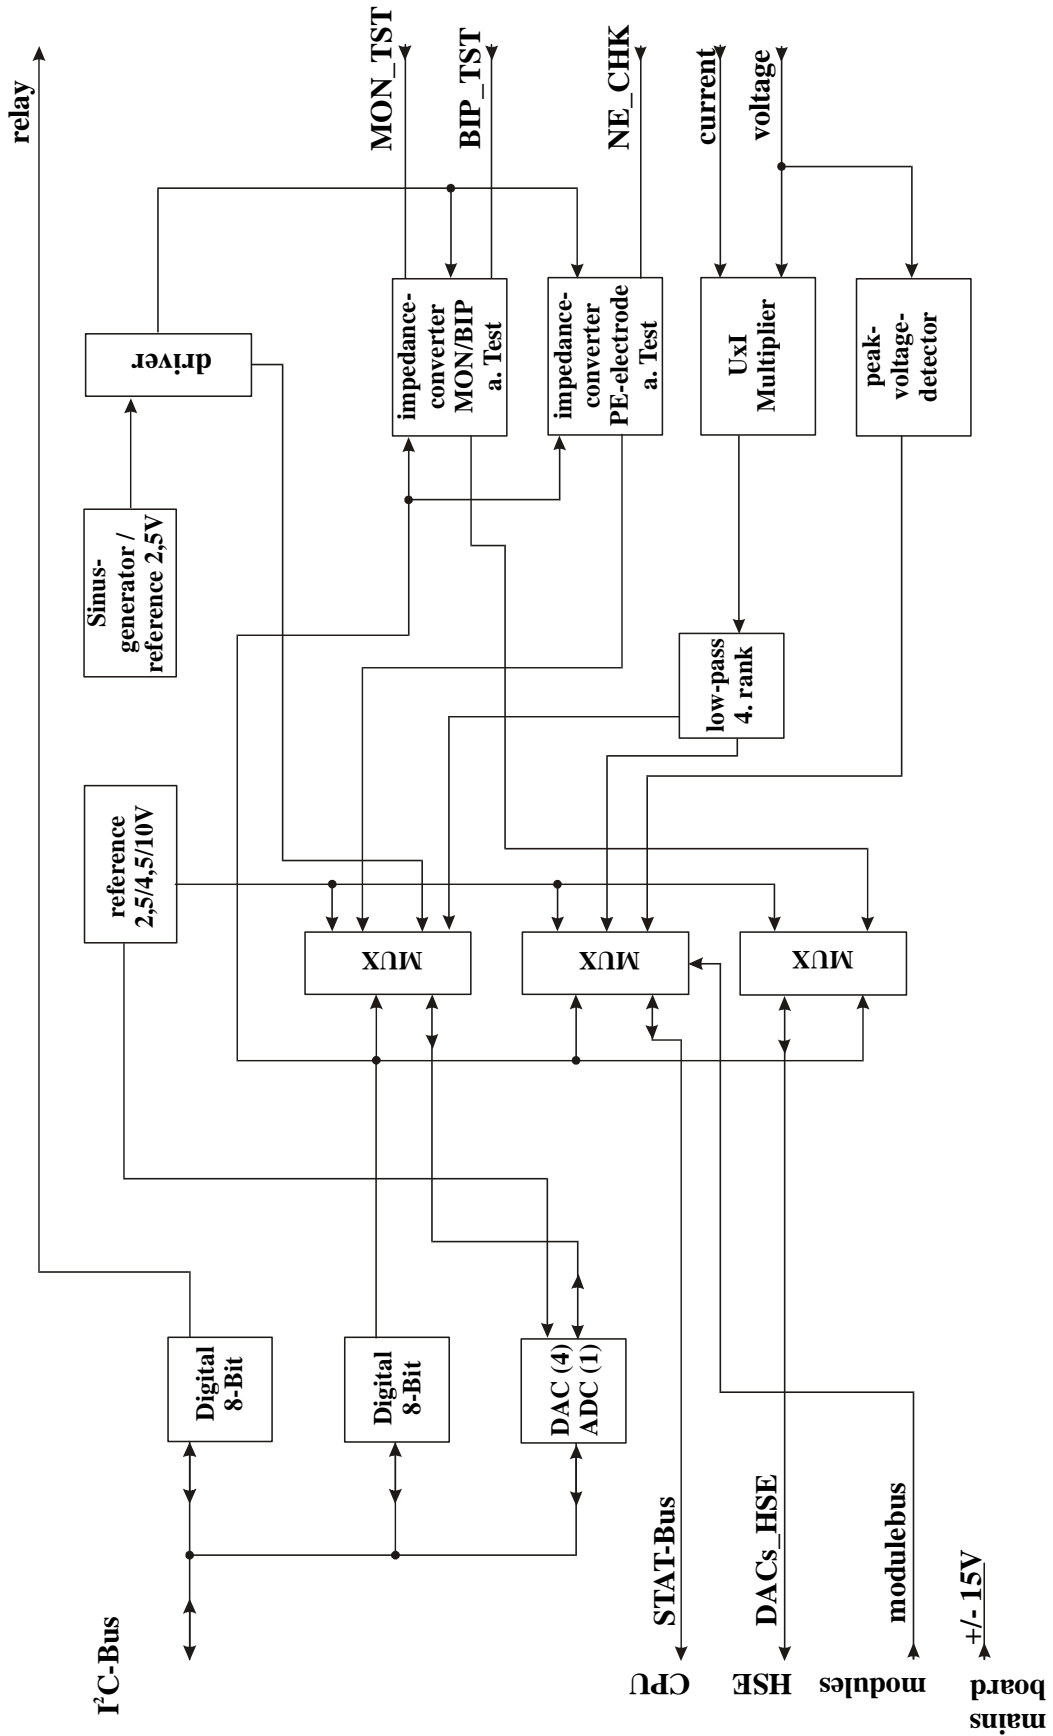 relay
MON_TST
BIP_TST
NE_CHK
current
voltage
driver
impedance-
converter
MON/BIP
a. Test
impedance-
converter
PE-electrode
a. Test
UxI
Multiplier
peak-
voltage-
detector
Sinus-
generator /
reference 2,5V
low-pass
4. rank
reference
2,5/4,5/10V
MUX
MUX
MUX
Digital
8-Bit
Digital
8-Bit
DAC (4)
ADC (1)
I²C-Bus
STAT-Bus
CPU
DACs_HSE
HSE
modulebus
modules
+/- 15V
mains
board